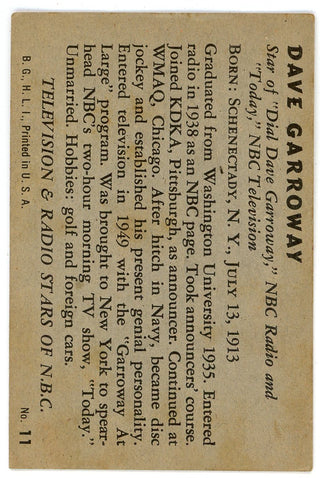 DAVE GARROWAY
Star of "Dial Dave Garroway," NBC Radio and
"Today," NBC Television
BORN: SCHENECTADY, N. Y., JULY 13, 1913
Graduated from Washington University 1935. Entered
radio in 1938 as an NBC page. Took announcers' course.
Joined KDKA, Pittsburgh, as announcer. Continued at
WMAQ, Chicago. After hitch in Navy, became disc
jockey and established his present genial personality.
Entered television in 1949 with the "Garroway At
Large" program. Was brought to New York to spear-
head NBC's two-hour morning TV show, "Today."
Unmarried. Hobbies: golf and foreign cars.
TELEVISION & RADIO STARS OF N.B.C.
B. G., H. L. I., Printed in U. S. A.
No. 11